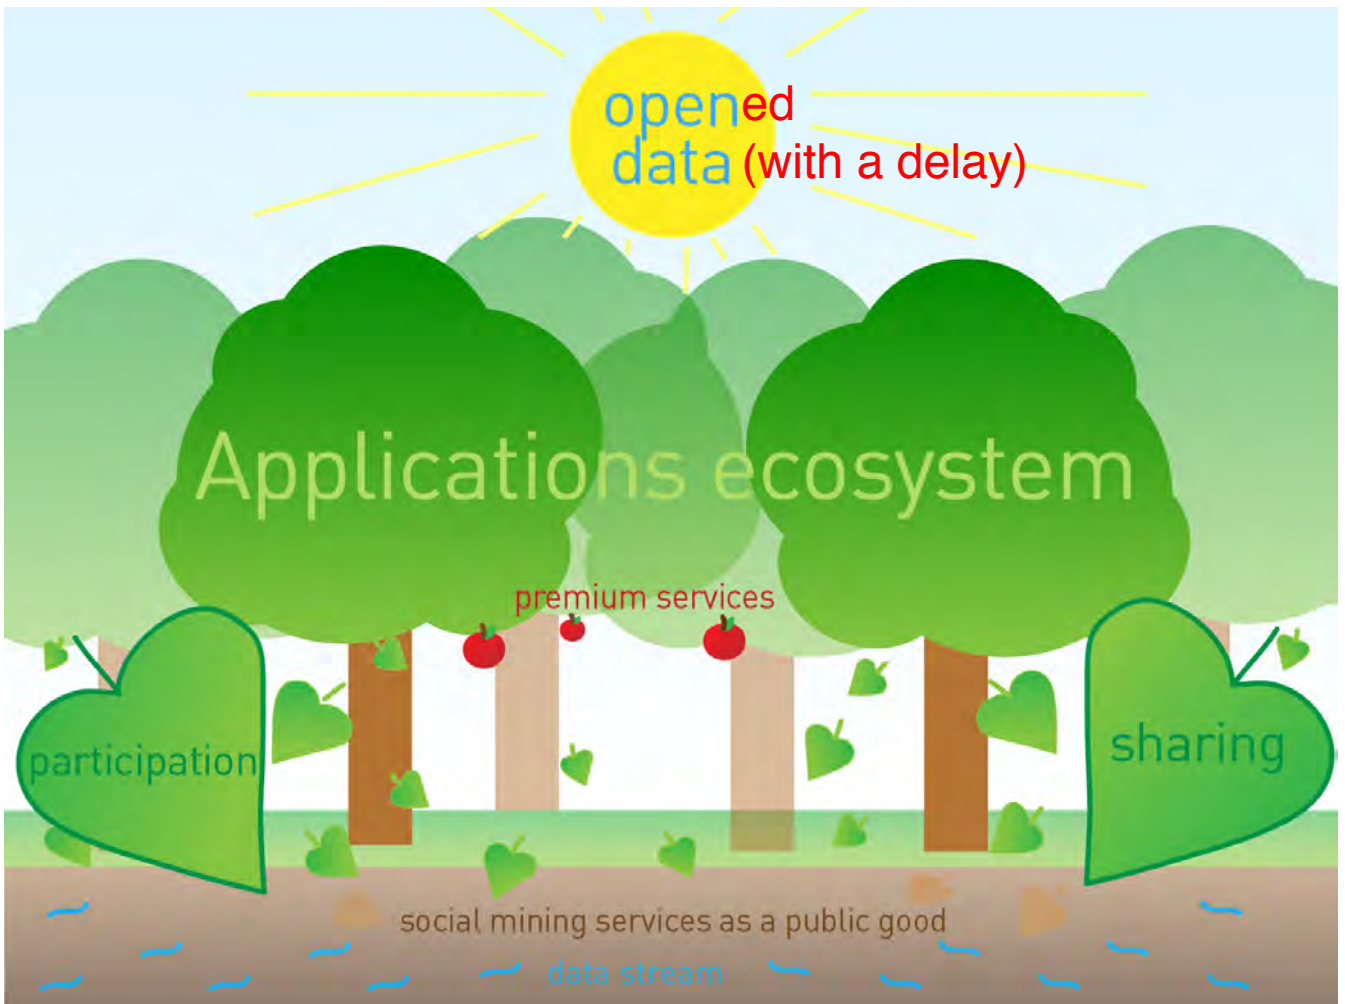 opened
data (with a delay)
Applications ecosystem
premium services
participation
sharing
social mining services as a public good
data stream